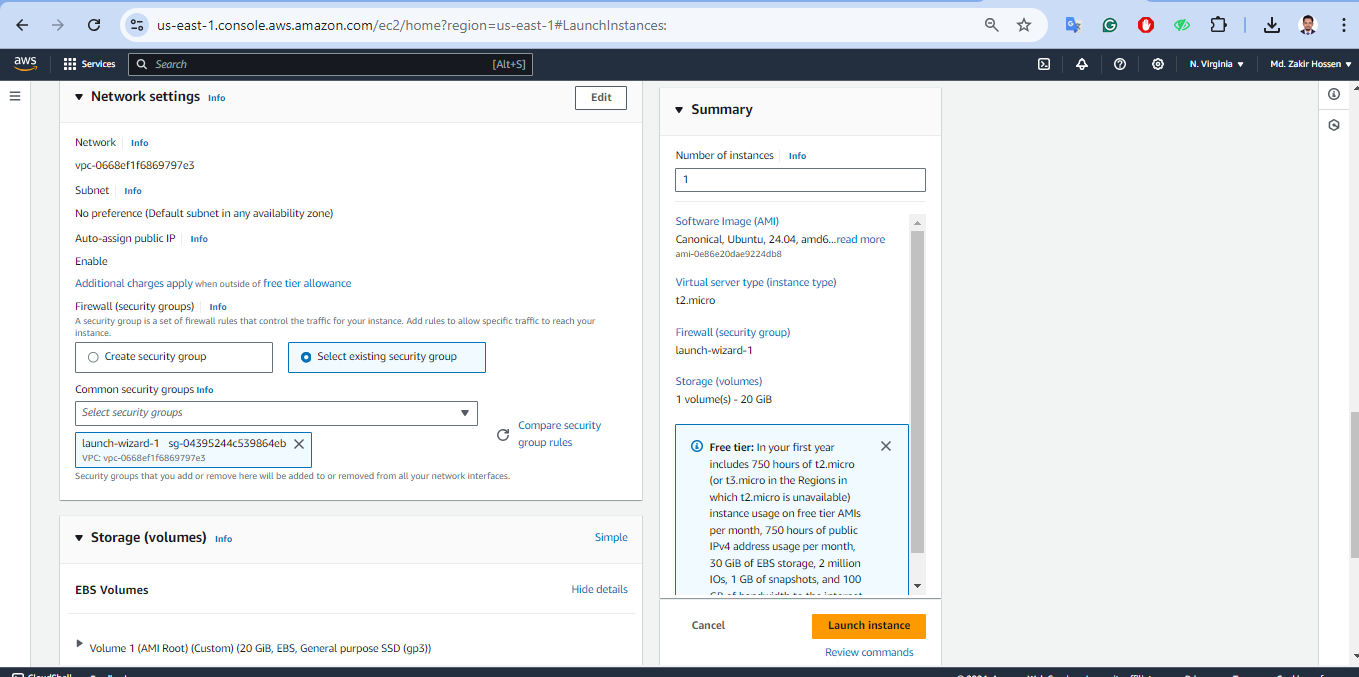 us-east-1.console.aws.amazon.com/ec2/home?region=us-east-1#LaunchInstances:
aws
Services
Search
[Alt+S]
N. Virginia
Md. Zakir Hossen
Network settings Info
Edit
Network Info
vpc-0668ef1f6869797e3
Subnet Info
No preference (Default subnet in any availability zone)
Auto-assign public IP Info
Enable
Additional charges apply when outside of free tier allowance
Firewall (security groups) Info
A security group is a set of firewall rules that control the traffic for your instance. Add rules to allow specific traffic to reach your
instance.
Create security group
Select existing security group
Common security groups Info
Select security groups
launch-wizard-1 sg-04395244c539864eb
VPC: vpc-0668ef1f6869797e3
Compare security
group rules
Security groups that you add or remove here will be added to or removed from all your network interfaces.
Storage (volumes) Info
Simple
EBS Volumes
Hide details
Volume 1 (AMI Root) (Custom) (20 GiB, EBS, General purpose SSD (gp3))
Summary
Number of instances Info
1
Software Image (AMI)
Canonical, Ubuntu, 24.04, amd6...read more
ami-0e86e20dae9224db8
Virtual server type (instance type)
t2.micro
Firewall (security group)
launch-wizard-1
Storage (volumes)
1 volume(s) - 20 GiB
Free tier: In your first year
includes 750 hours of t2.micro
(or t3.micro in the Regions in
which t2.micro is unavailable)
instance usage on free tier AMIs
per month, 750 hours of public
IPv4 address usage per month,
30 GiB of EBS storage, 2 million
IOs, 1 GB of snapshots, and 100
GB of bandwidth to the internet
Cancel
Launch instance
Review commands
CloudShell